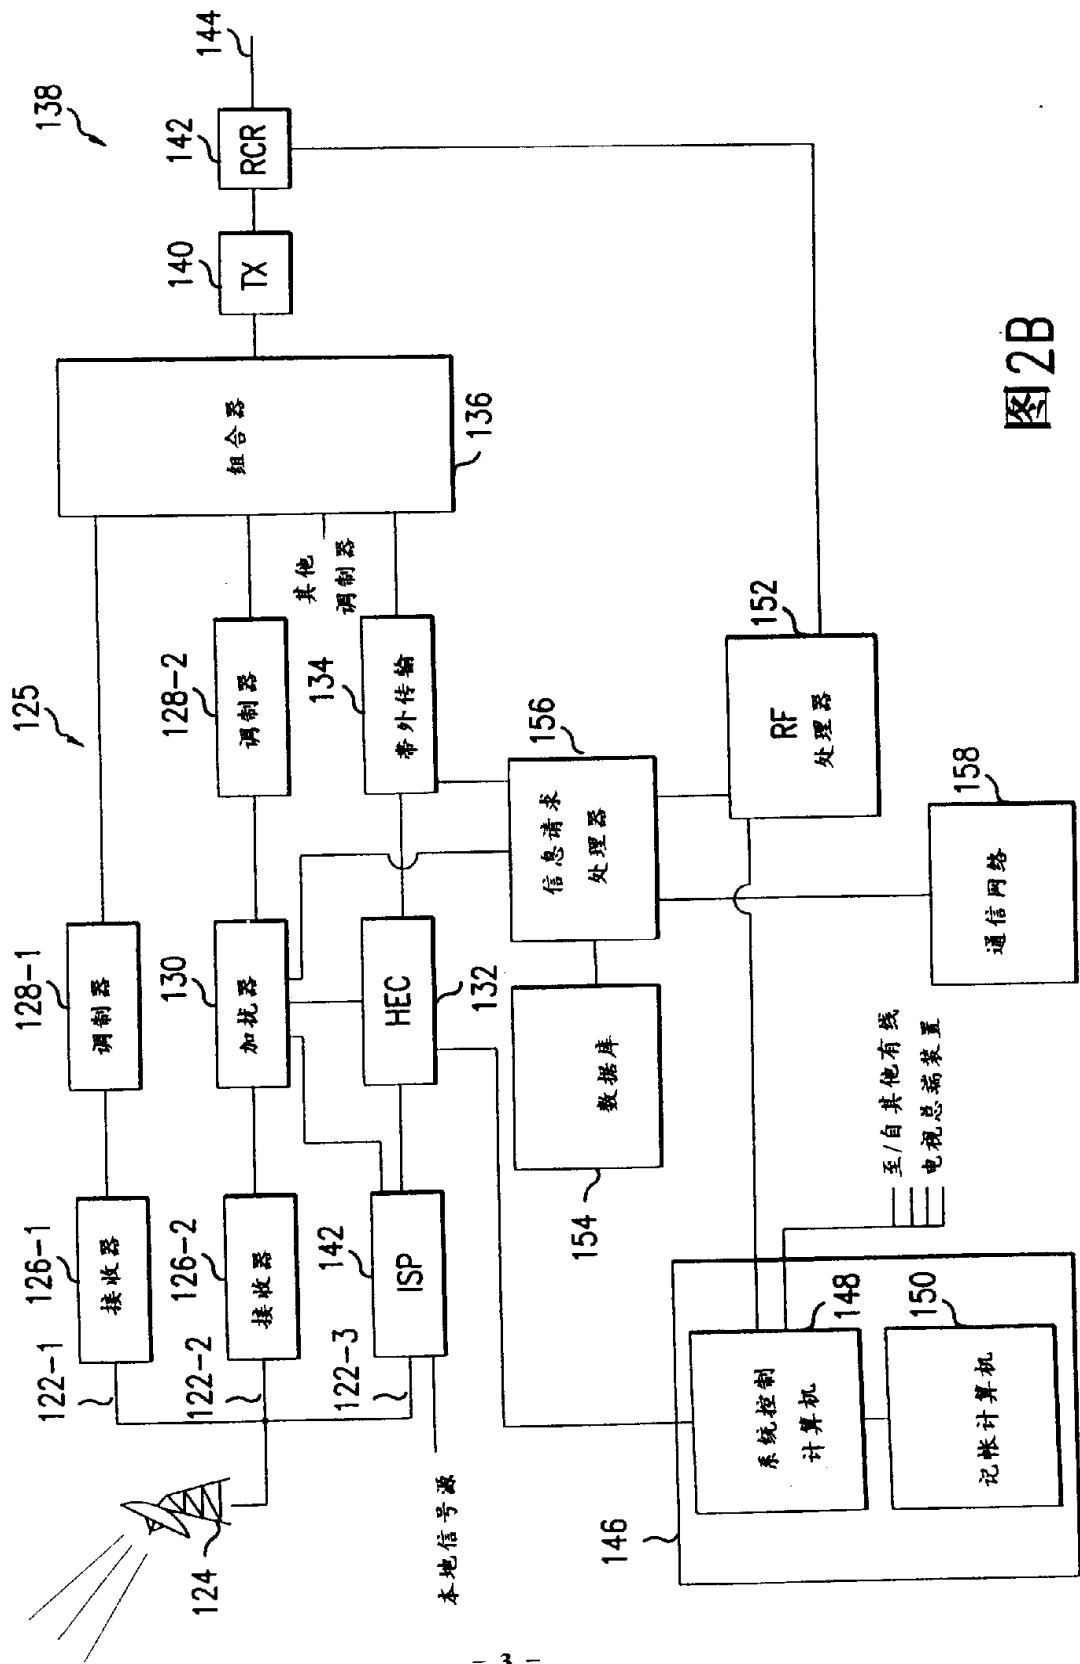 138
144
142
RCR
140
TX
组合器
136
其他
调制器
125
128-2
调制器
134
带外传输
128-1
调制器
130
加扰器
HEC
132
156
信息请求
处理器
152
RF
处理器
158
通信网络
数据库
154
126-1
接收器
126-2
接收器
142
ISP
122-1
122-2
122-3
124
本地信号源
至/自其他有线
电视总端装置
148
系统控制
计算机
150
记帐计算机
146
图2B
- 3 -